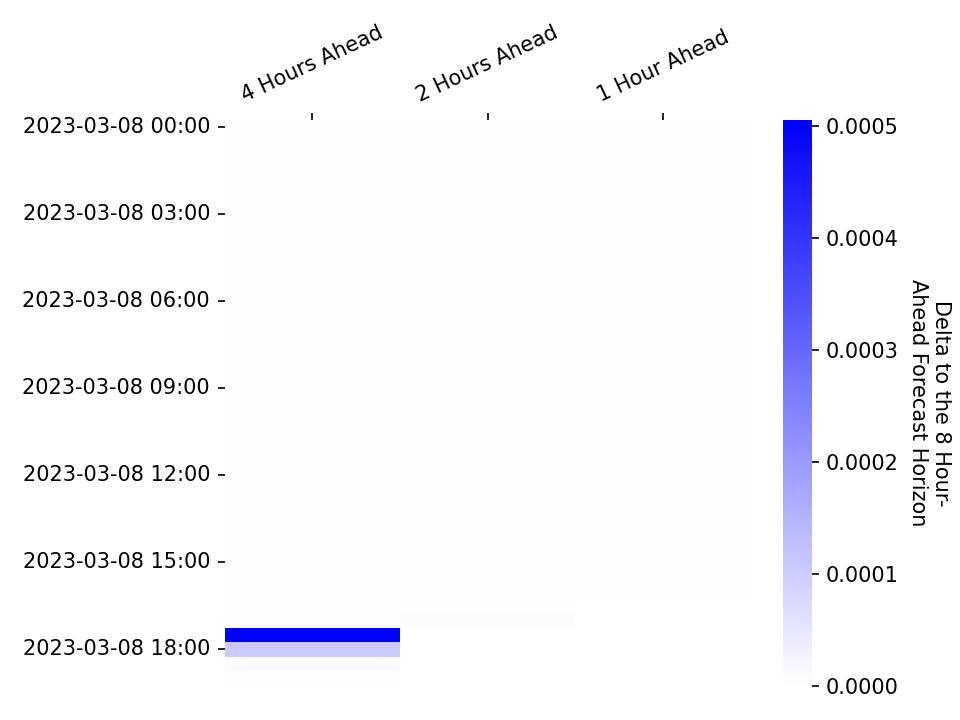 4 Hours Ahead
2 Hours Ahead
1 Hour Ahead
2023-03-08 00:00
2023-03-08 03:00
2023-03-08 06:00
2023-03-08 09:00
2023-03-08 12:00
2023-03-08 15:00
2023-03-08 18:00
0.0005
0.0004
0.0003
0.0002
0.0001
0.0000
Delta to the 8 Hour-
Ahead Forecast Horizon